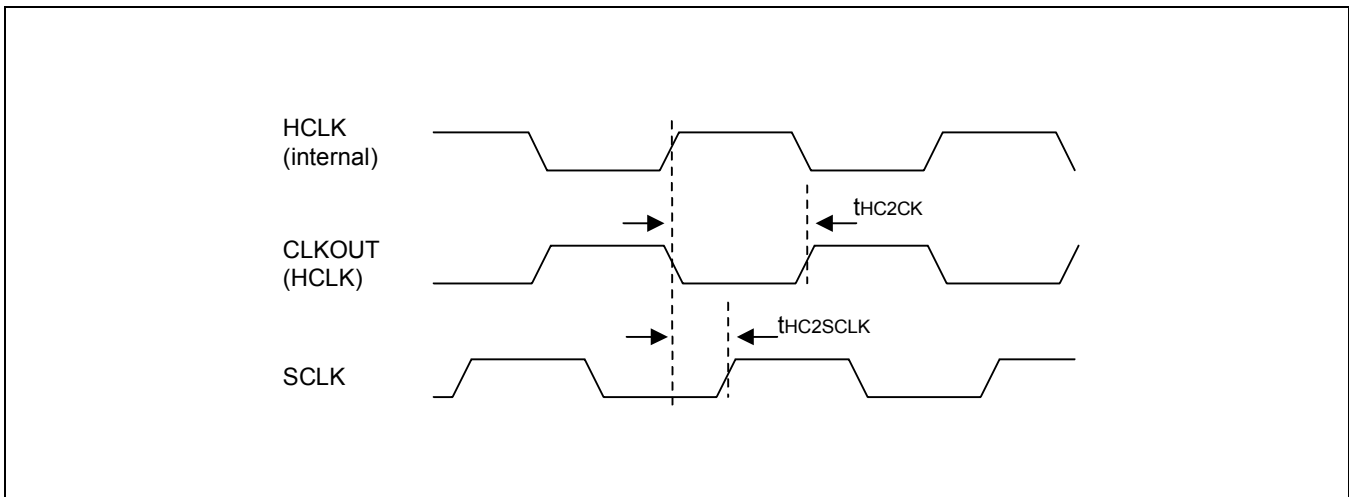 HCLK
(internal)
tHC2CK
CLKOUT
(HCLK)
tHC2SCLK
SCLK